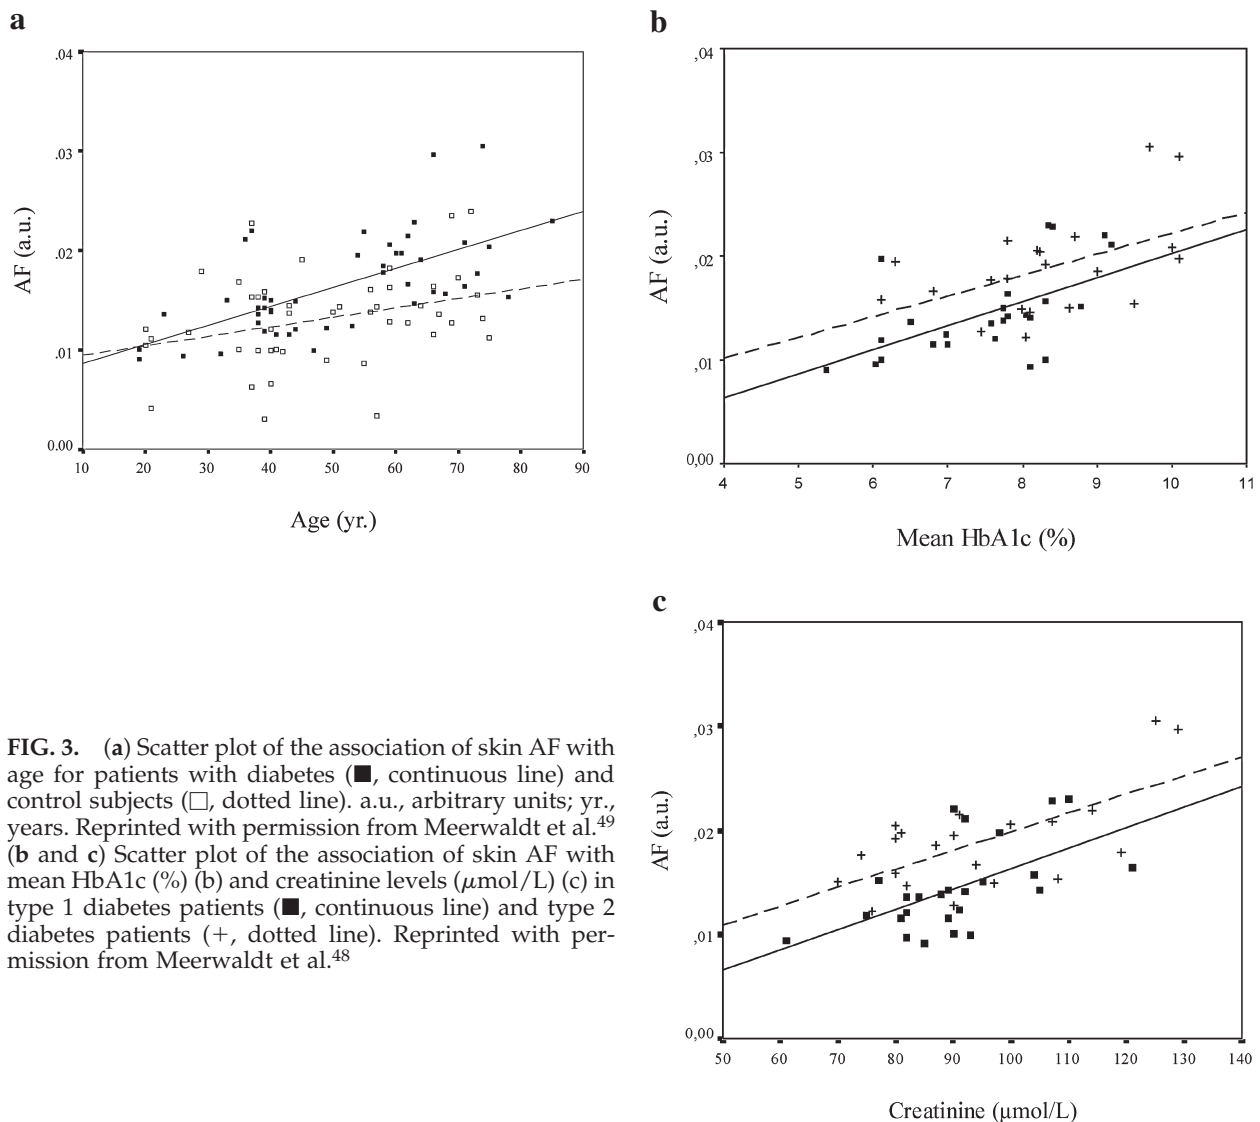 a
.04
.03
.02
.01
0.00
AF (a.u.)
10 20 30 40 50 60 70 80 90
Age (yr.)
b
,04
,03
,02
,01
0,00
AF (a.u.)
4 5 6 7 8 9 10 11
Mean HbA1c (%)
c
,04
,03
,02
,01
0,00
AF (a.u.)
50 60 70 80 90 100 110 120 130 140
Creatinine (μmol/L)
FIG. 3. (a) Scatter plot of the association of skin AF with
age for patients with diabetes (■, continuous line) and
control subjects (□, dotted line). a.u., arbitrary units; yr.,
years. Reprinted with permission from Meerwaldt et al.49
(b and c) Scatter plot of the association of skin AF with
mean HbA1c (%) (b) and creatinine levels (μmol/L) (c) in
type 1 diabetes patients (■, continuous line) and type 2
diabetes patients (+, dotted line). Reprinted with per-
mission from Meerwaldt et al.48